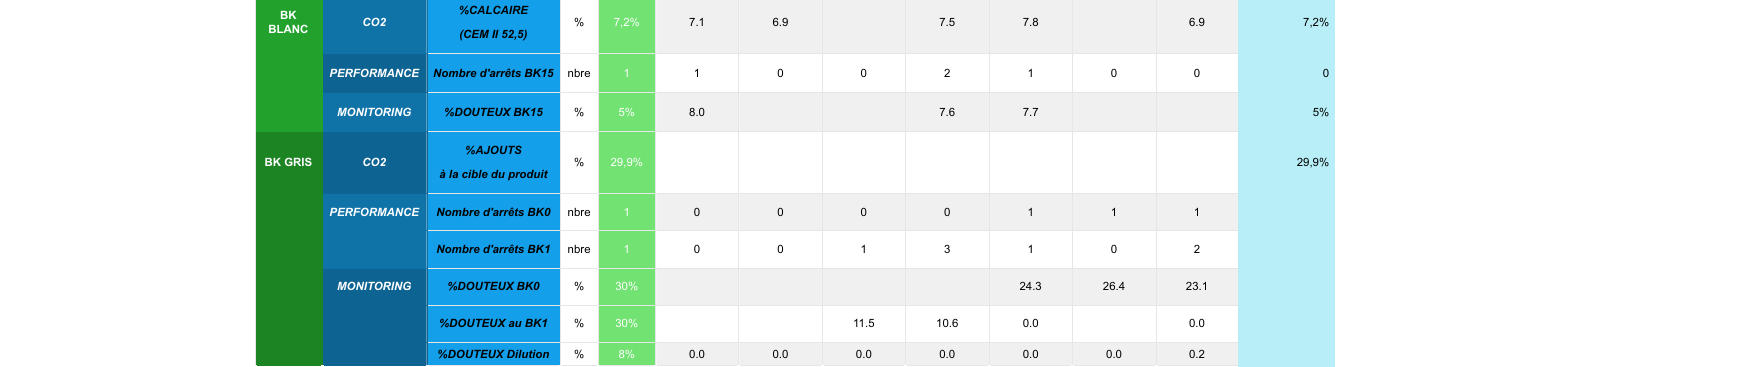 BK BLANC CO2 %CALCAIRE (CEM II 52,5) % 7,2% 7.1 6.9 7.5 7.8 6.9 7,2%
PERFORMANCE Nombre d'arrêts BK15 nbre 1 1 0 0 2 1 0 0 0
MONITORING %DOUTEUX BK15 % 5% 8.0 7.6 7.7 5%
BK GRIS CO2 %AJOUTS à la cible du produit % 29,9% 29,9%
PERFORMANCE Nombre d'arrêts BK0 nbre 1 0 0 0 0 1 1 1
Nombre d'arrêts BK1 nbre 1 0 0 1 3 1 0 2
MONITORING %DOUTEUX BK0 % 30% 24.3 26.4 23.1
%DOUTEUX au BK1 % 30% 11.5 10.6 0.0 0.0
%DOUTEUX Dilution % 8% 0.0 0.0 0.0 0.0 0.0 0.0 0.2